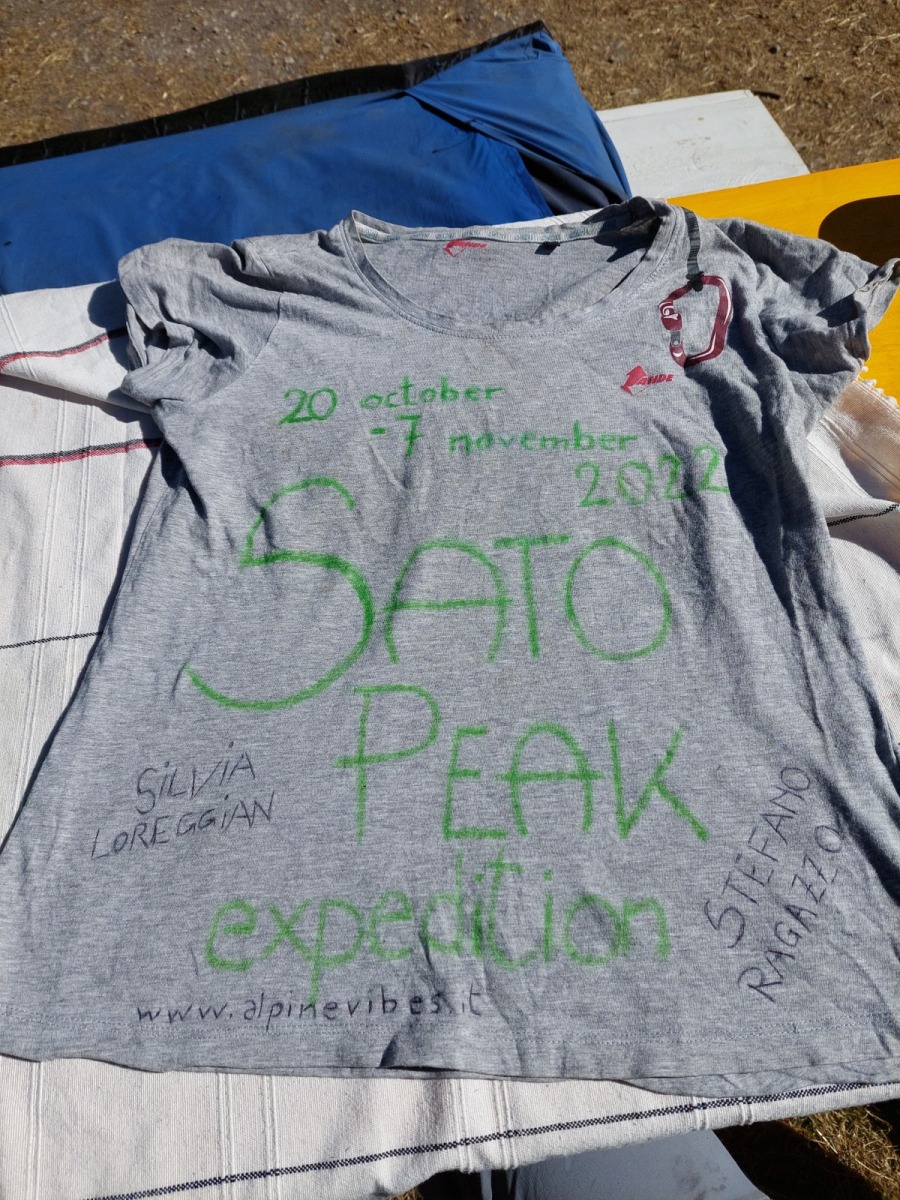 20 october
- 7 november
2022
SATO
PEAK
expedition
SiLViA
LOREGGiAN
STEFANO
RAGAZZO
www.alpinevibes.it